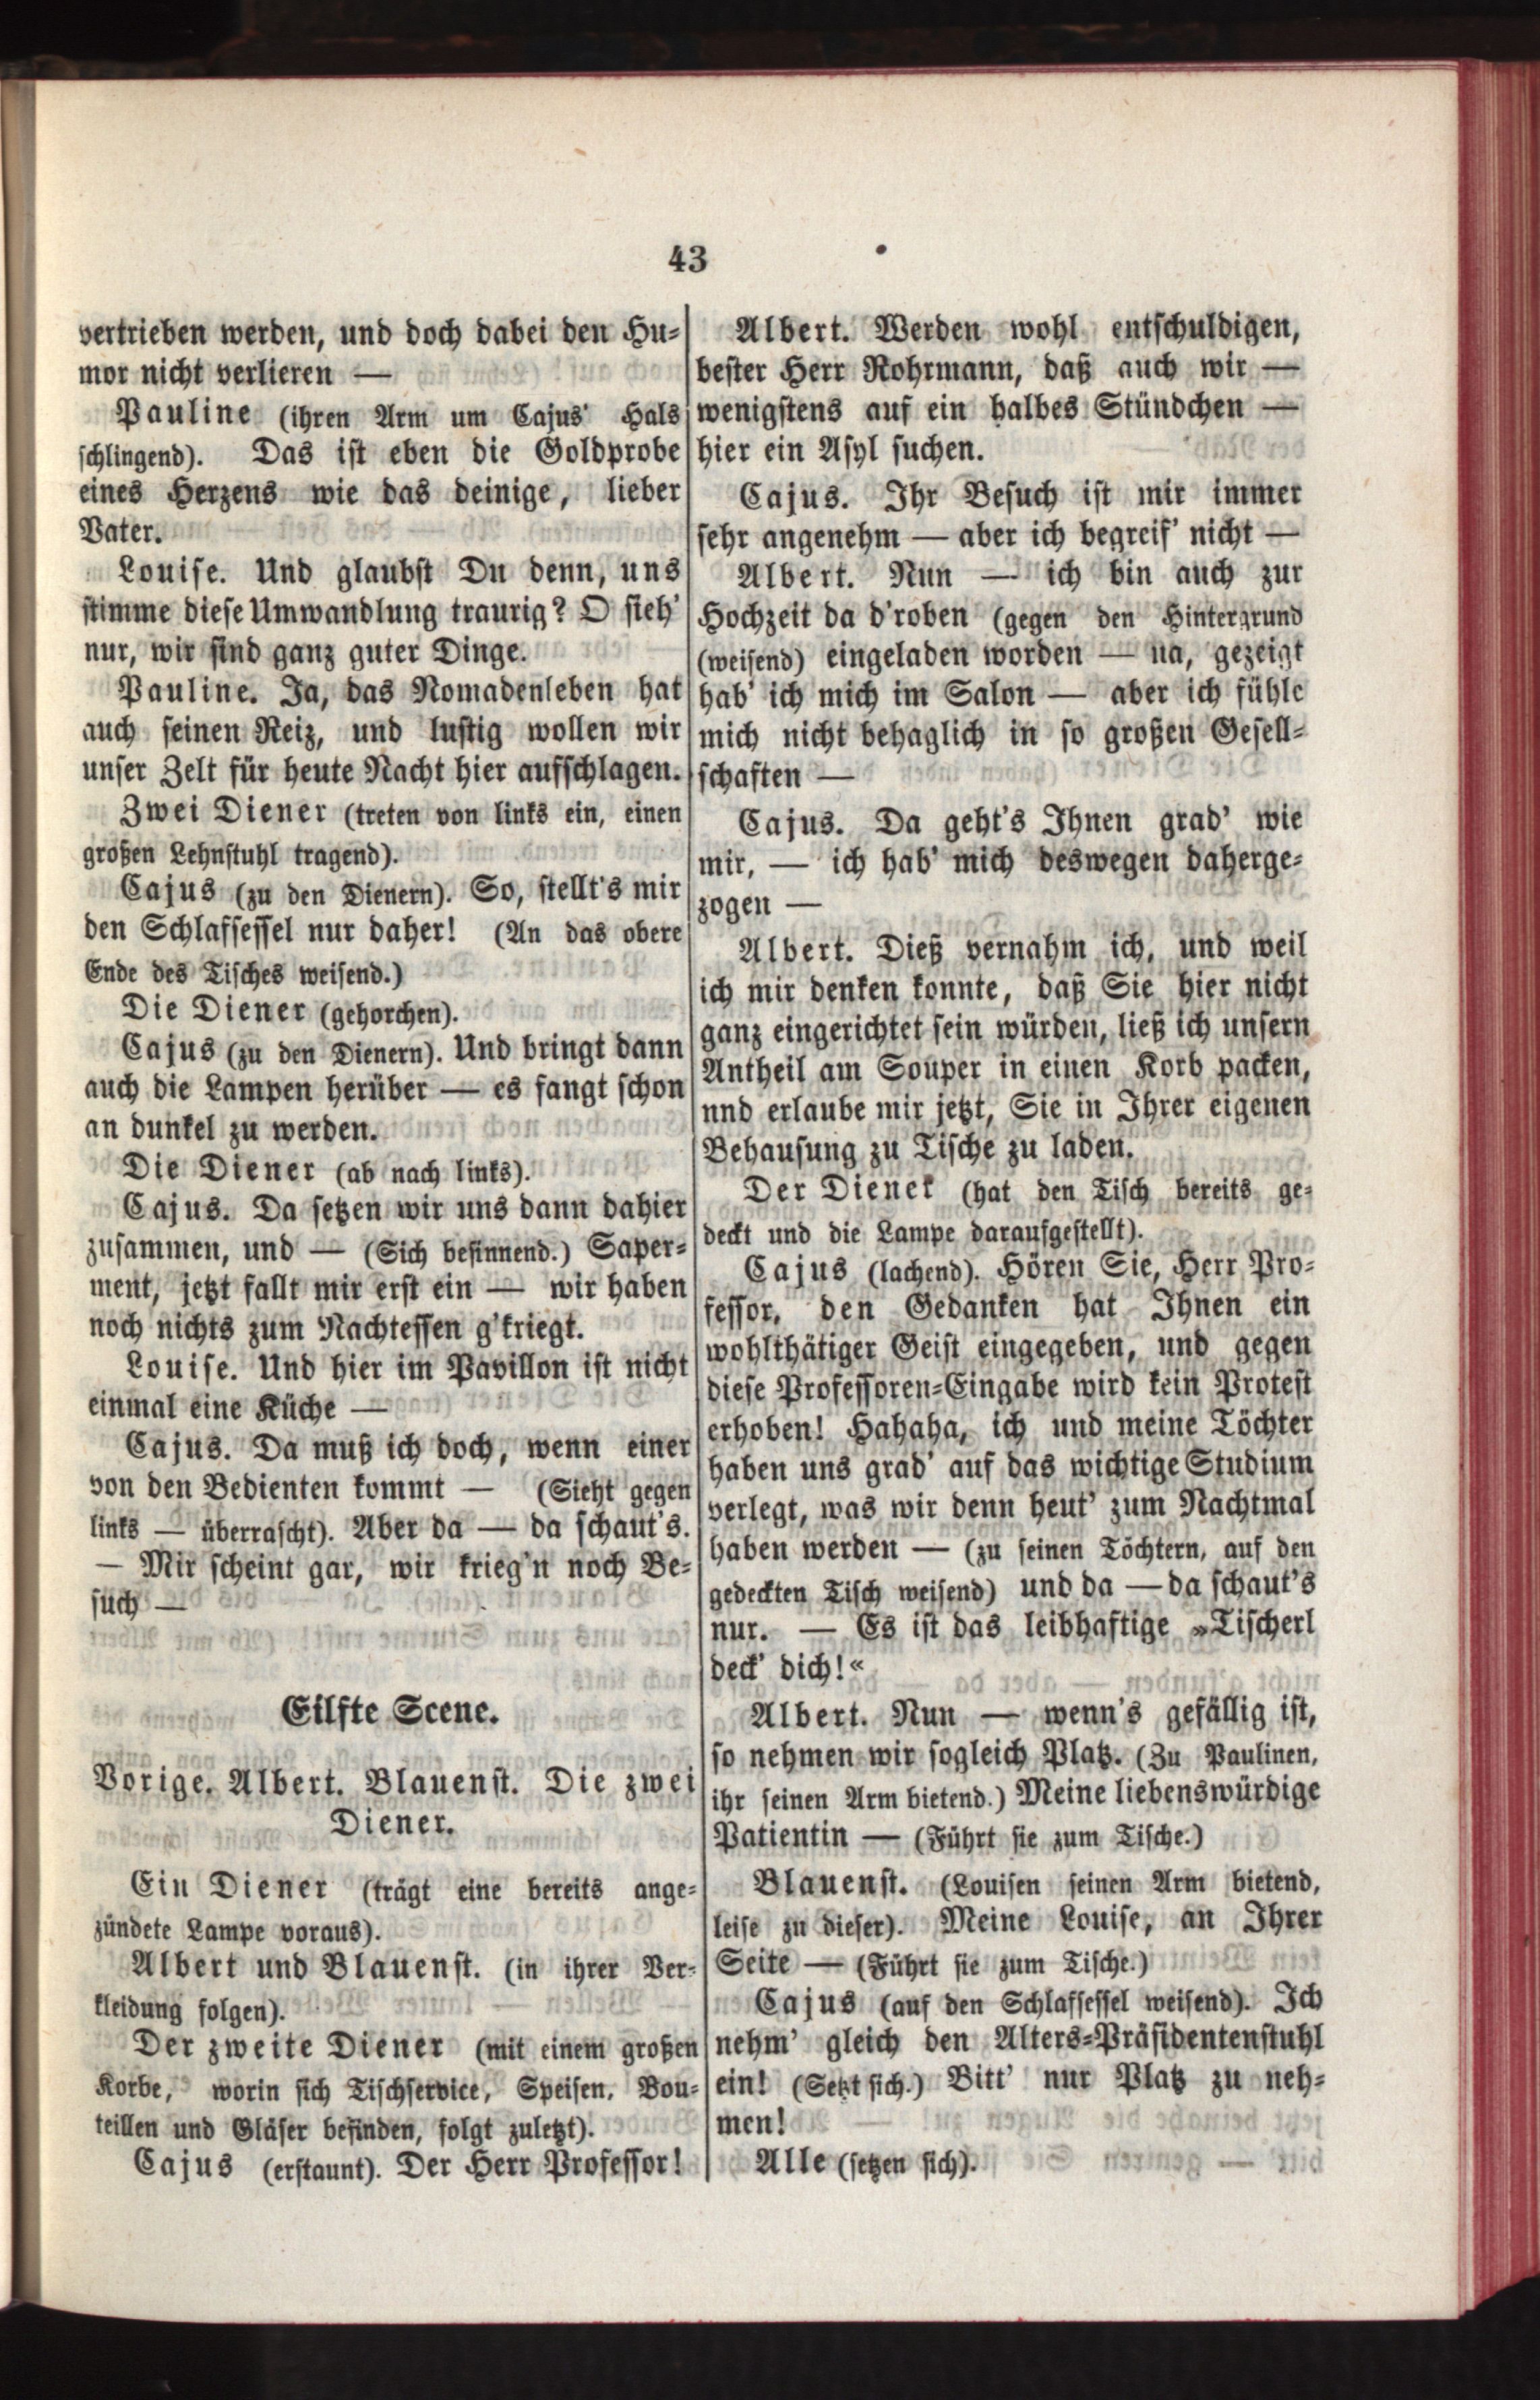 43
vertrieben werden, und doch dabei den Hu-
mor nicht verlieren —
Pauline (ihren Arm um Cajus' Hals
schlingend). Das ist eben die Goldprobe
eines Herzens wie das deinige, lieber
Vater.
Louise. Und glaubst Du denn, uns
stimme diese Umwandlung traurig? O sieh'
nur, wir sind ganz guter Dinge.
Pauline. Ja, das Nomadenleben hat
auch seinen Reiz, und lustig wollen wir
unser Zelt für heute Nacht hier aufschlagen.
Zwei Diener (treten von links ein, einen
großen Lehnstuhl tragend).
Cajus (zu den Dienern). So, stellt's mir
den Schlafsessel nur daher! (An das obere
Ende des Tisches weisend.)
Die Diener (gehorchen).
Cajus (zu den Dienern). Und bringt dann
auch die Lampen herüber — es fangt schon
an dunkel zu werden.
Die Diener (ab nach links).
Cajus. Da setzen wir uns dann dahier
zusammen, und — (Sich besinnend.) Saper-
ment, jetzt fallt mir erst ein — wir haben
noch nichts zum Nachtessen g'kriegt.
Louise. Und hier im Pavillon ist nicht
einmal eine Küche —
Cajus. Da muß ich doch, wenn einer
von den Bedienten kommt — (Sieht gegen
links — überrascht). Aber da — da schaut's.
— Mir scheint gar, wir krieg'n noch Be-
such —
Eilfte Scene.
Vorige. Albert. Blauenst. Die zwei
Diener.
Ein Diener (trägt eine bereits ange-
zündete Lampe voraus).
Albert und Blauenst. (in ihrer Ver-
kleidung folgen).
Der zweite Diener (mit einem großen
Korbe, worin sich Tischservice, Speisen, Bou-
teillen und Gläser befinden, folgt zuletzt).
Cajus (erstaunt). Der Herr Professor!
Albert. Werden wohl entschuldigen,
bester Herr Rohrmann, daß auch wir —
wenigstens auf ein halbes Stündchen —
hier ein Asyl suchen.
Cajus. Ihr Besuch ist mir immer
sehr angenehm — aber ich begreif' nicht —
Albert. Nun — ich bin auch zur
Hochzeit da d'roben (gegen den Hintergrund
(weisend) eingeladen worden — na, gezeigt
hab' ich mich im Salon — aber ich fühle
mich nicht behaglich in so großen Gesell-
schaften —
Cajus. Da geht's Ihnen grad' wie
mir, — ich hab' mich deswegen daherge-
zogen —
Albert. Dieß vernahm ich, und weil
ich mir denken konnte, daß Sie hier nicht
ganz eingerichtet sein würden, ließ ich unsern
Antheil am Souper in einen Korb packen,
nnd erlaube mir jetzt, Sie in Ihrer eigenen
Behausung zu Tische zu laden.
Der Diener (hat den Tisch bereits ge-
deckt und die Lampe daraufgestellt).
Cajus (lachend). Hören Sie, Herr Pro-
fessor, den Gedanken hat Ihnen ein
wohlthätiger Geist eingegeben, und gegen
diese Professoren-Eingabe wird kein Protest
erhoben! Hahaha, ich und meine Töchter
haben uns grad' auf das wichtige Studium
verlegt, was wir denn heut' zum Nachtmal
haben werden — (zu seinen Töchtern, auf den
gedeckten Tisch weisend) und da — da schaut's
nur. — Es ist das leibhaftige »Tischerl
deck' dich!«
Albert. Nun — wenn's gefällig ist,
so nehmen wir sogleich Platz. (Zu Paulinen,
ihr seinen Arm bietend.) Meine liebenswürdige
Patientin — (Führt sie zum Tische.)
Blauenst. (Louisen seinen Arm bietend,
leise zu dieser). Meine Louise, an Ihrer
Seite — (Führt sie zum Tische.)
Cajus (auf den Schlafsessel weisend). Ich
nehm' gleich den Alters-Präsidentenstuhl
ein! (Setzt sich.) Bitt' nur Platz zu neh-
men!
Alle (setzen sich).